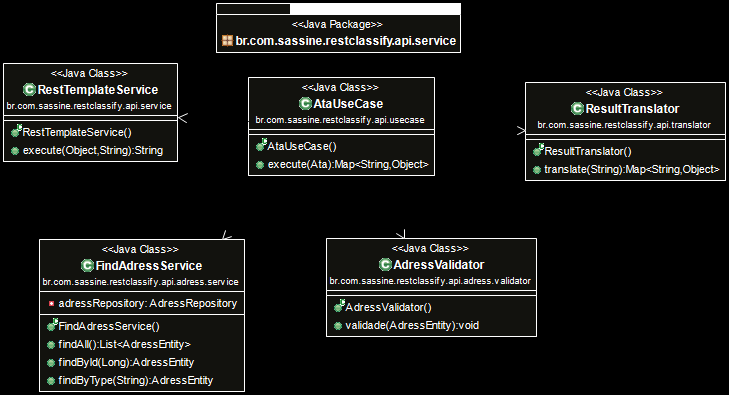 <<Java Package>>
br.com.sassine.restclassify.api.service
<<Java Class>>
RestTemplateService
br.com.sassine.restclassify.api.service
RestTemplateService()
execute(Object,String):String
<<Java Class>>
AtaUseCase
br.com.sassine.restclassify.api.usecase
AtaUseCase()
execute(Ata):Map<String,Object>
<<Java Class>>
ResultTranslator
br.com.sassine.restclassify.api.translator
ResultTranslator()
translate(String):Map<String,Object>
<<Java Class>>
FindAdressService
br.com.sassine.restclassify.api.adress.service
adressRepository: AdressRepository
FindAdressService()
findAll():List<AdressEntity>
findById(Long):AdressEntity
findByType(String):AdressEntity
<<Java Class>>
AdressValidator
br.com.sassine.restclassify.api.adress.validator
AdressValidator()
validade(AdressEntity):void